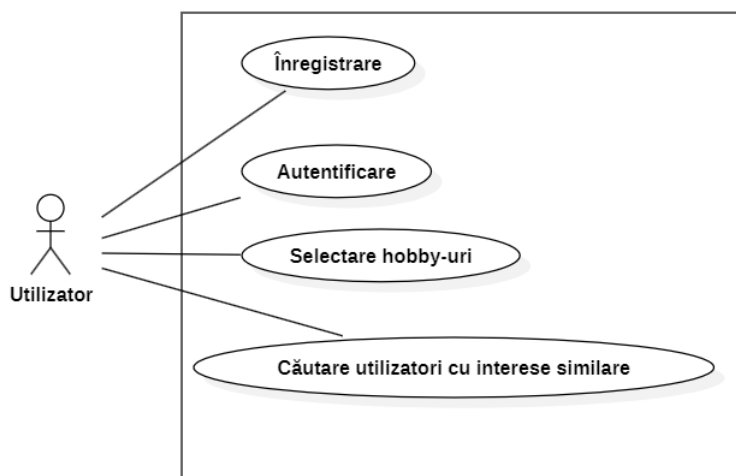 Înregistrare
Autentificare
Selectare hobby-uri
Utilizator
Căutare utilizatori cu interese similare